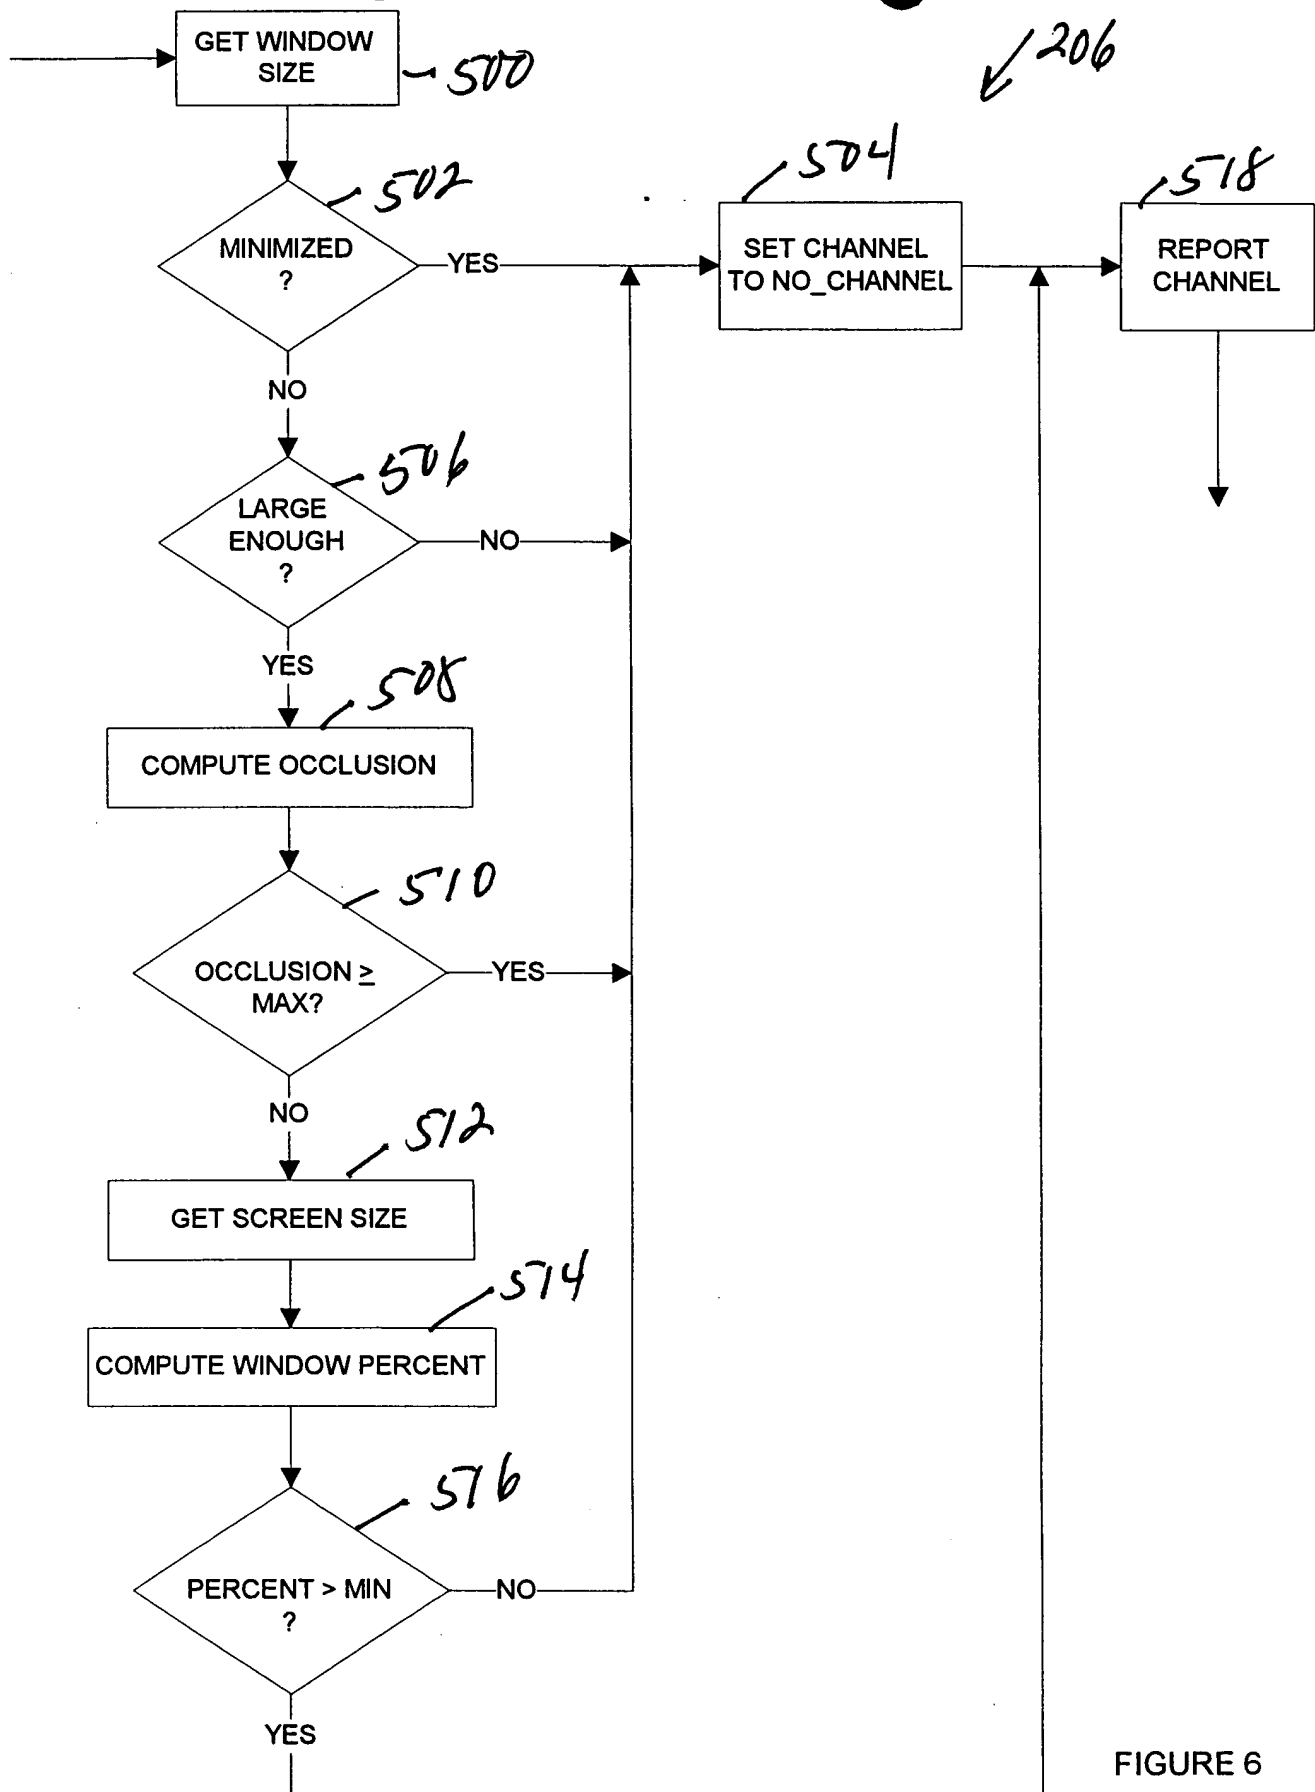 GET WINDOW
SIZE
500
206
502
MINIMIZED
?
YES
504
SET CHANNEL
TO NO_CHANNEL
518
REPORT
CHANNEL
NO
506
LARGE
ENOUGH
?
NO
YES
508
COMPUTE OCCLUSION
510
OCCLUSION ≥
MAX?
YES
NO
512
GET SCREEN SIZE
514
COMPUTE WINDOW PERCENT
516
PERCENT > MIN
?
NO
YES
FIGURE 6